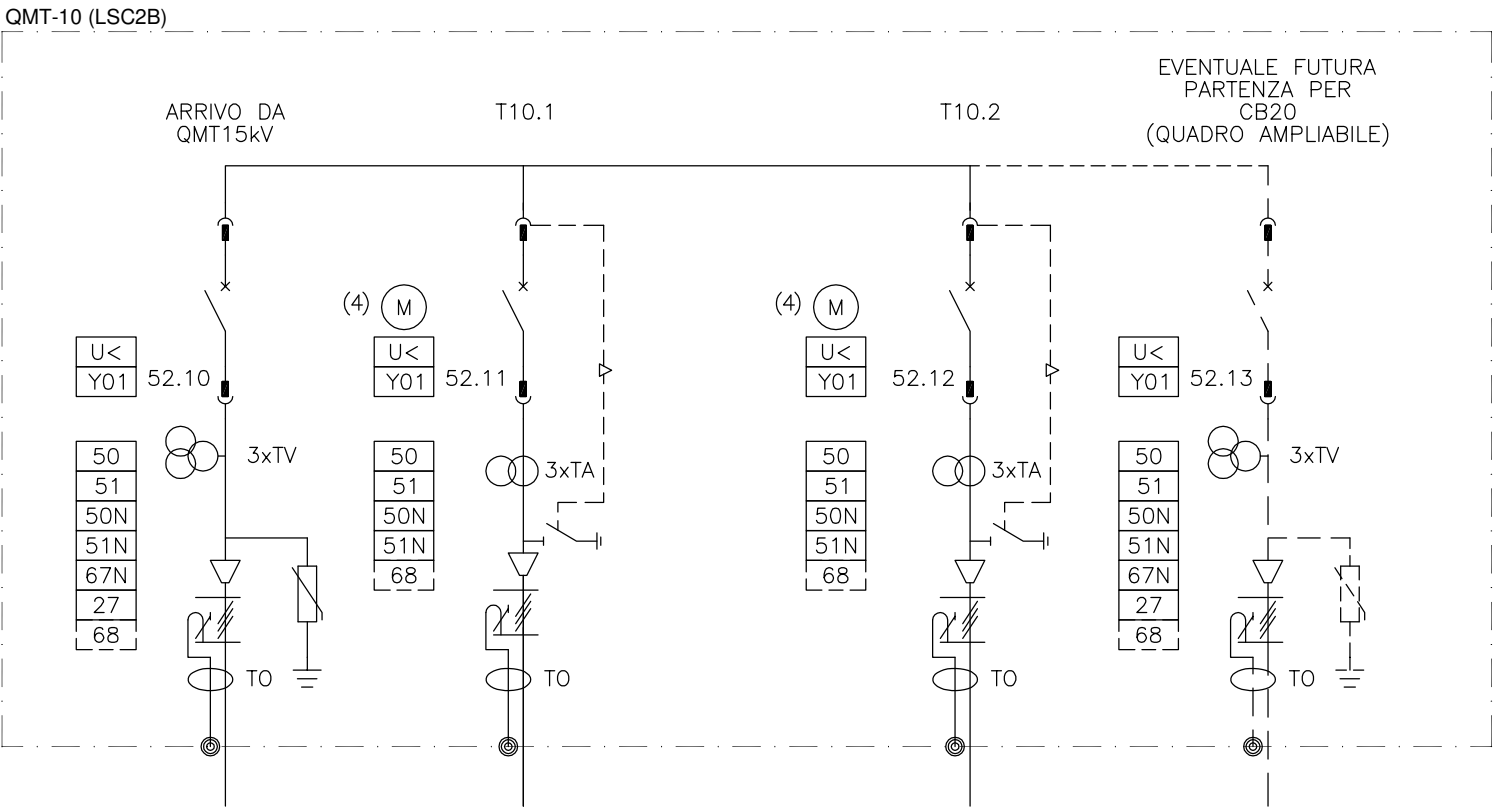 QMT-10 (LSC2B)
ARRIVO DA
QMT15kV
T10.1
T10.2
EVENTUALE FUTURA
PARTENZA PER
CB20
(QUADRO AMPLIABILE)
U<
Y01
52.10
3xTV
50
51
50N
51N
67N
27
68
TO
(4)
M
U<
Y01
52.11
3xTA
50
51
50N
51N
68
TO
(4)
M
U<
Y01
52.12
3xTA
50
51
50N
51N
68
TO
U<
Y01
52.13
3xTV
50
51
50N
51N
67N
27
68
TO